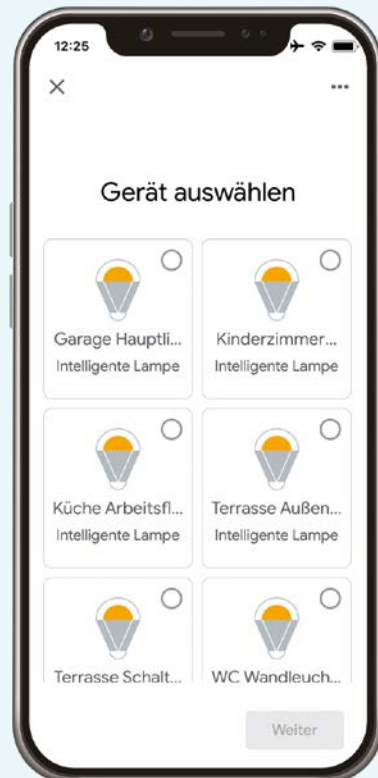 12:25
Gerät auswählen
Garage Hauptli...
Intelligente Lampe
Kinderzimmer...
Intelligente Lampe
Küche Arbeitsfl...
Intelligente Lampe
Terrasse Außen...
Intelligente Lampe
Terrasse Schalt...
WC Wandleuch...
Weiter